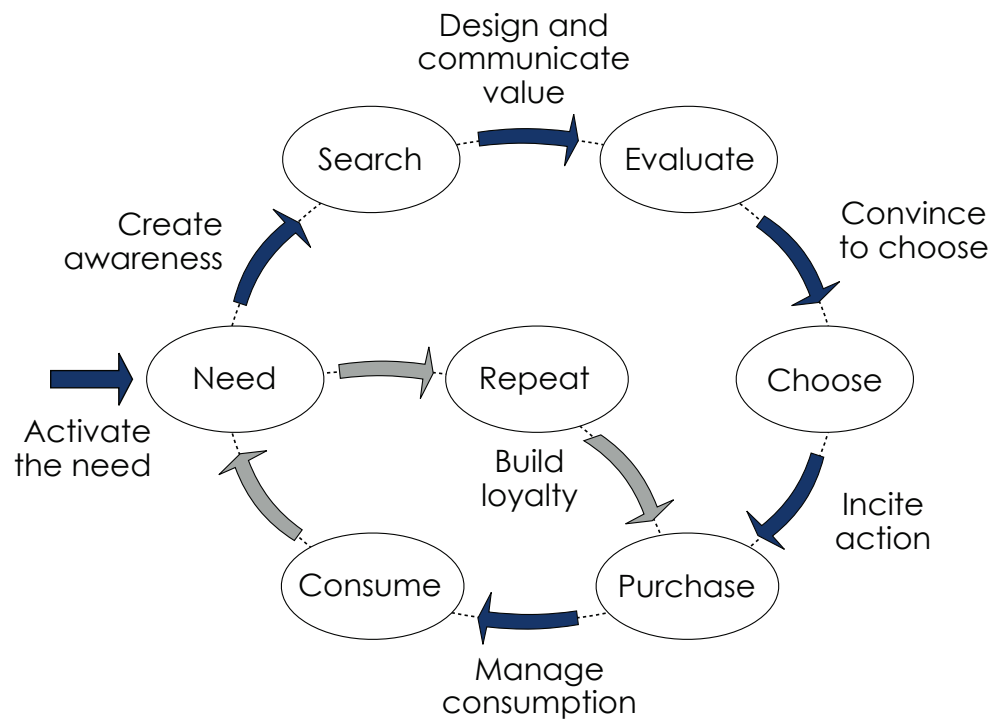 Design and
communicate
value
Search
Evaluate
Create
awareness
Convince
to choose
Need
Repeat
Choose
Activate
the need
Build
loyalty
Incite
action
Consume
Purchase
Manage
consumption